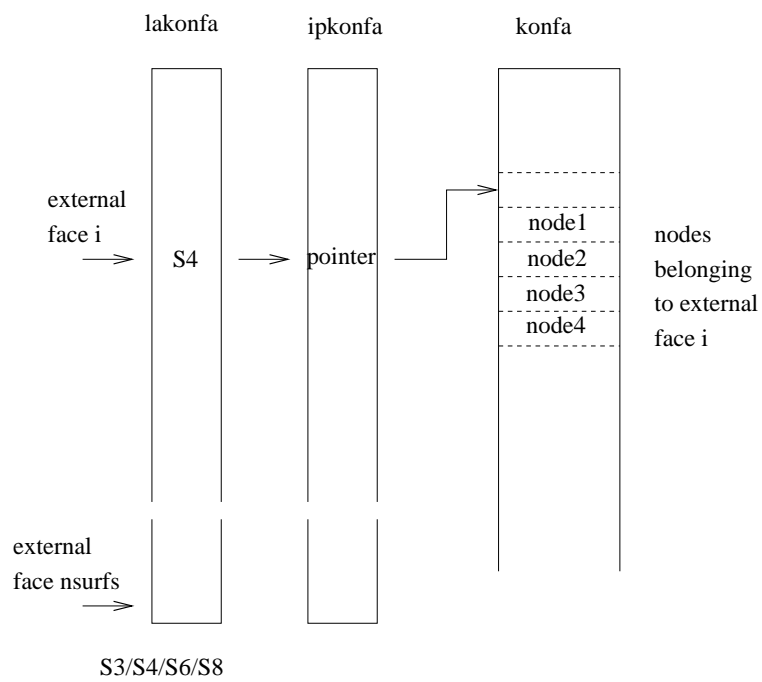 lakonfa
ipkonfa
konfa
external
face i
S4
pointer
node1
node2
node3
node4
nodes
belonging
to external
face i
external
face nsurfs
S3/S4/S6/S8